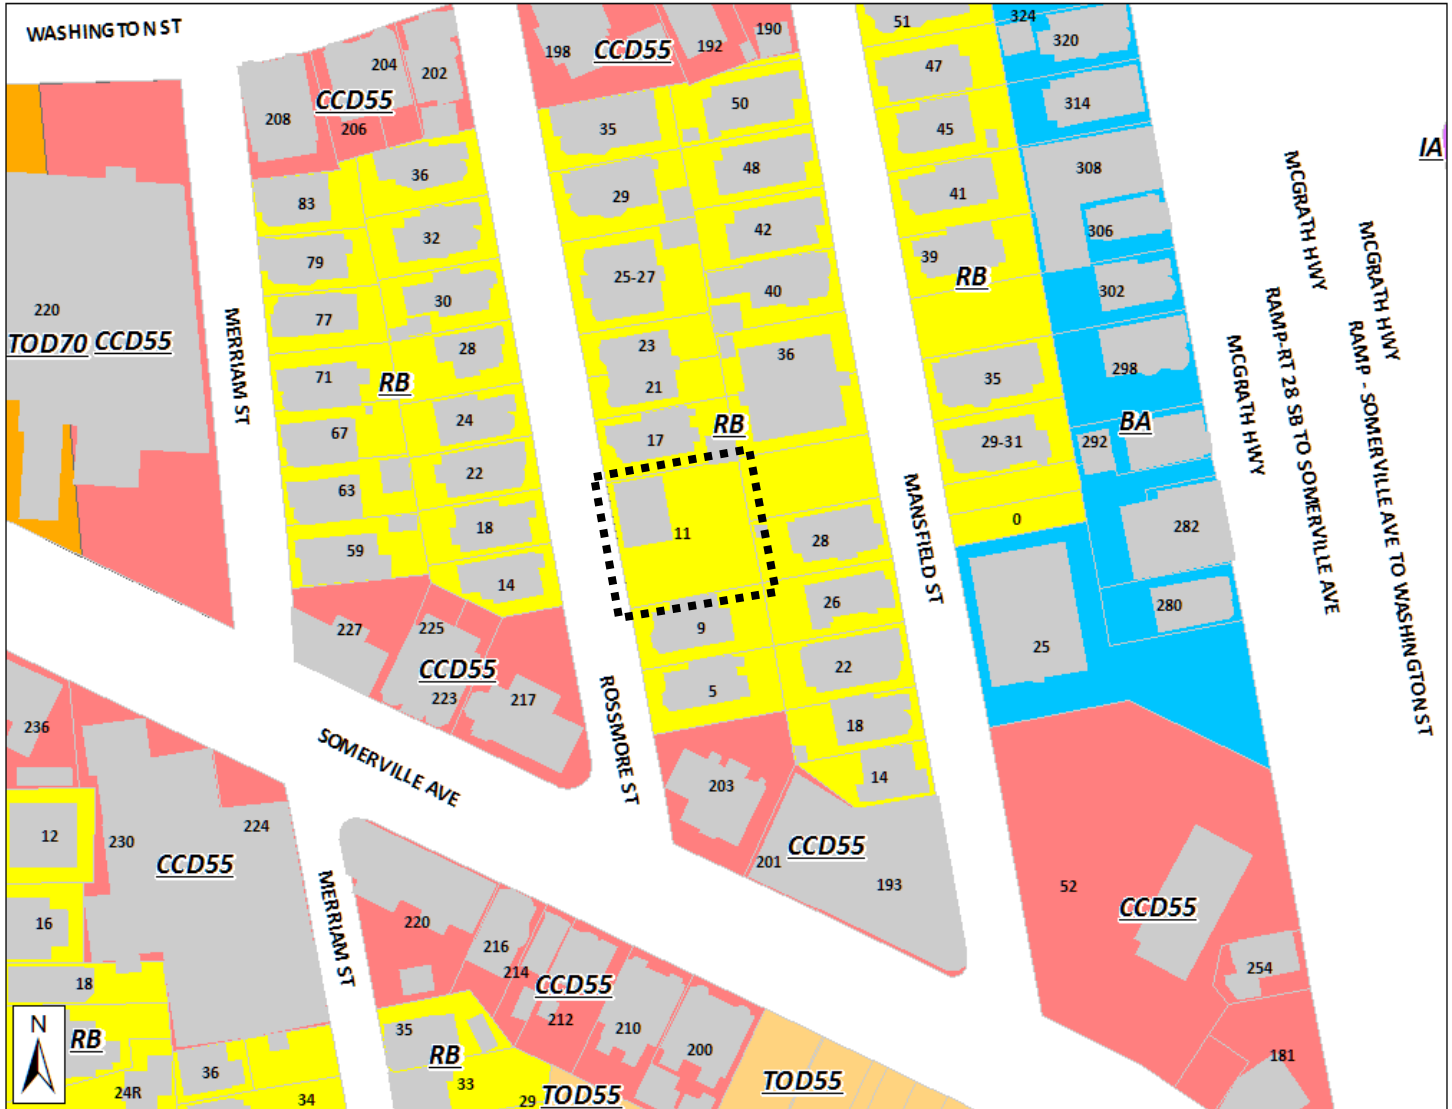 WASHINGTON ST
198
CCD55
192
190
51
324
320
204
202
CCD55
208
206
47
314
50
35
45
IA
36
48
308
83
29
41
32
42
306
79
39
RB
25-27
40
302
30
220
77
TOD70
CCD55
MERRIAM ST
28
23
36
298
71
RB
21
35
24
67
17
RB
29-31
292
BA
22
63
11
18
28
0
282
59
14
26
280
MANSFIELD ST
MCGRATH HWY
MCGRATH HWY
RAMP-RT 28 SB TO SOMERVILLE AVE
MCGRATH HWY
RAMP - SOMERVILLE AVE TO WASHINGTON ST
227
225
9
25
22
CCD55
223
217
5
ROSSMORE ST
18
236
SOMERVILLE AVE
203
14
12
230
224
CCD55
201
CCD55
193
52
CCD55
MERRIAM ST
16
220
216
214
CCD55
254
18
212
210
200
N
RB
35
RB
181
36
24R
34
33
29
TOD55
TOD55